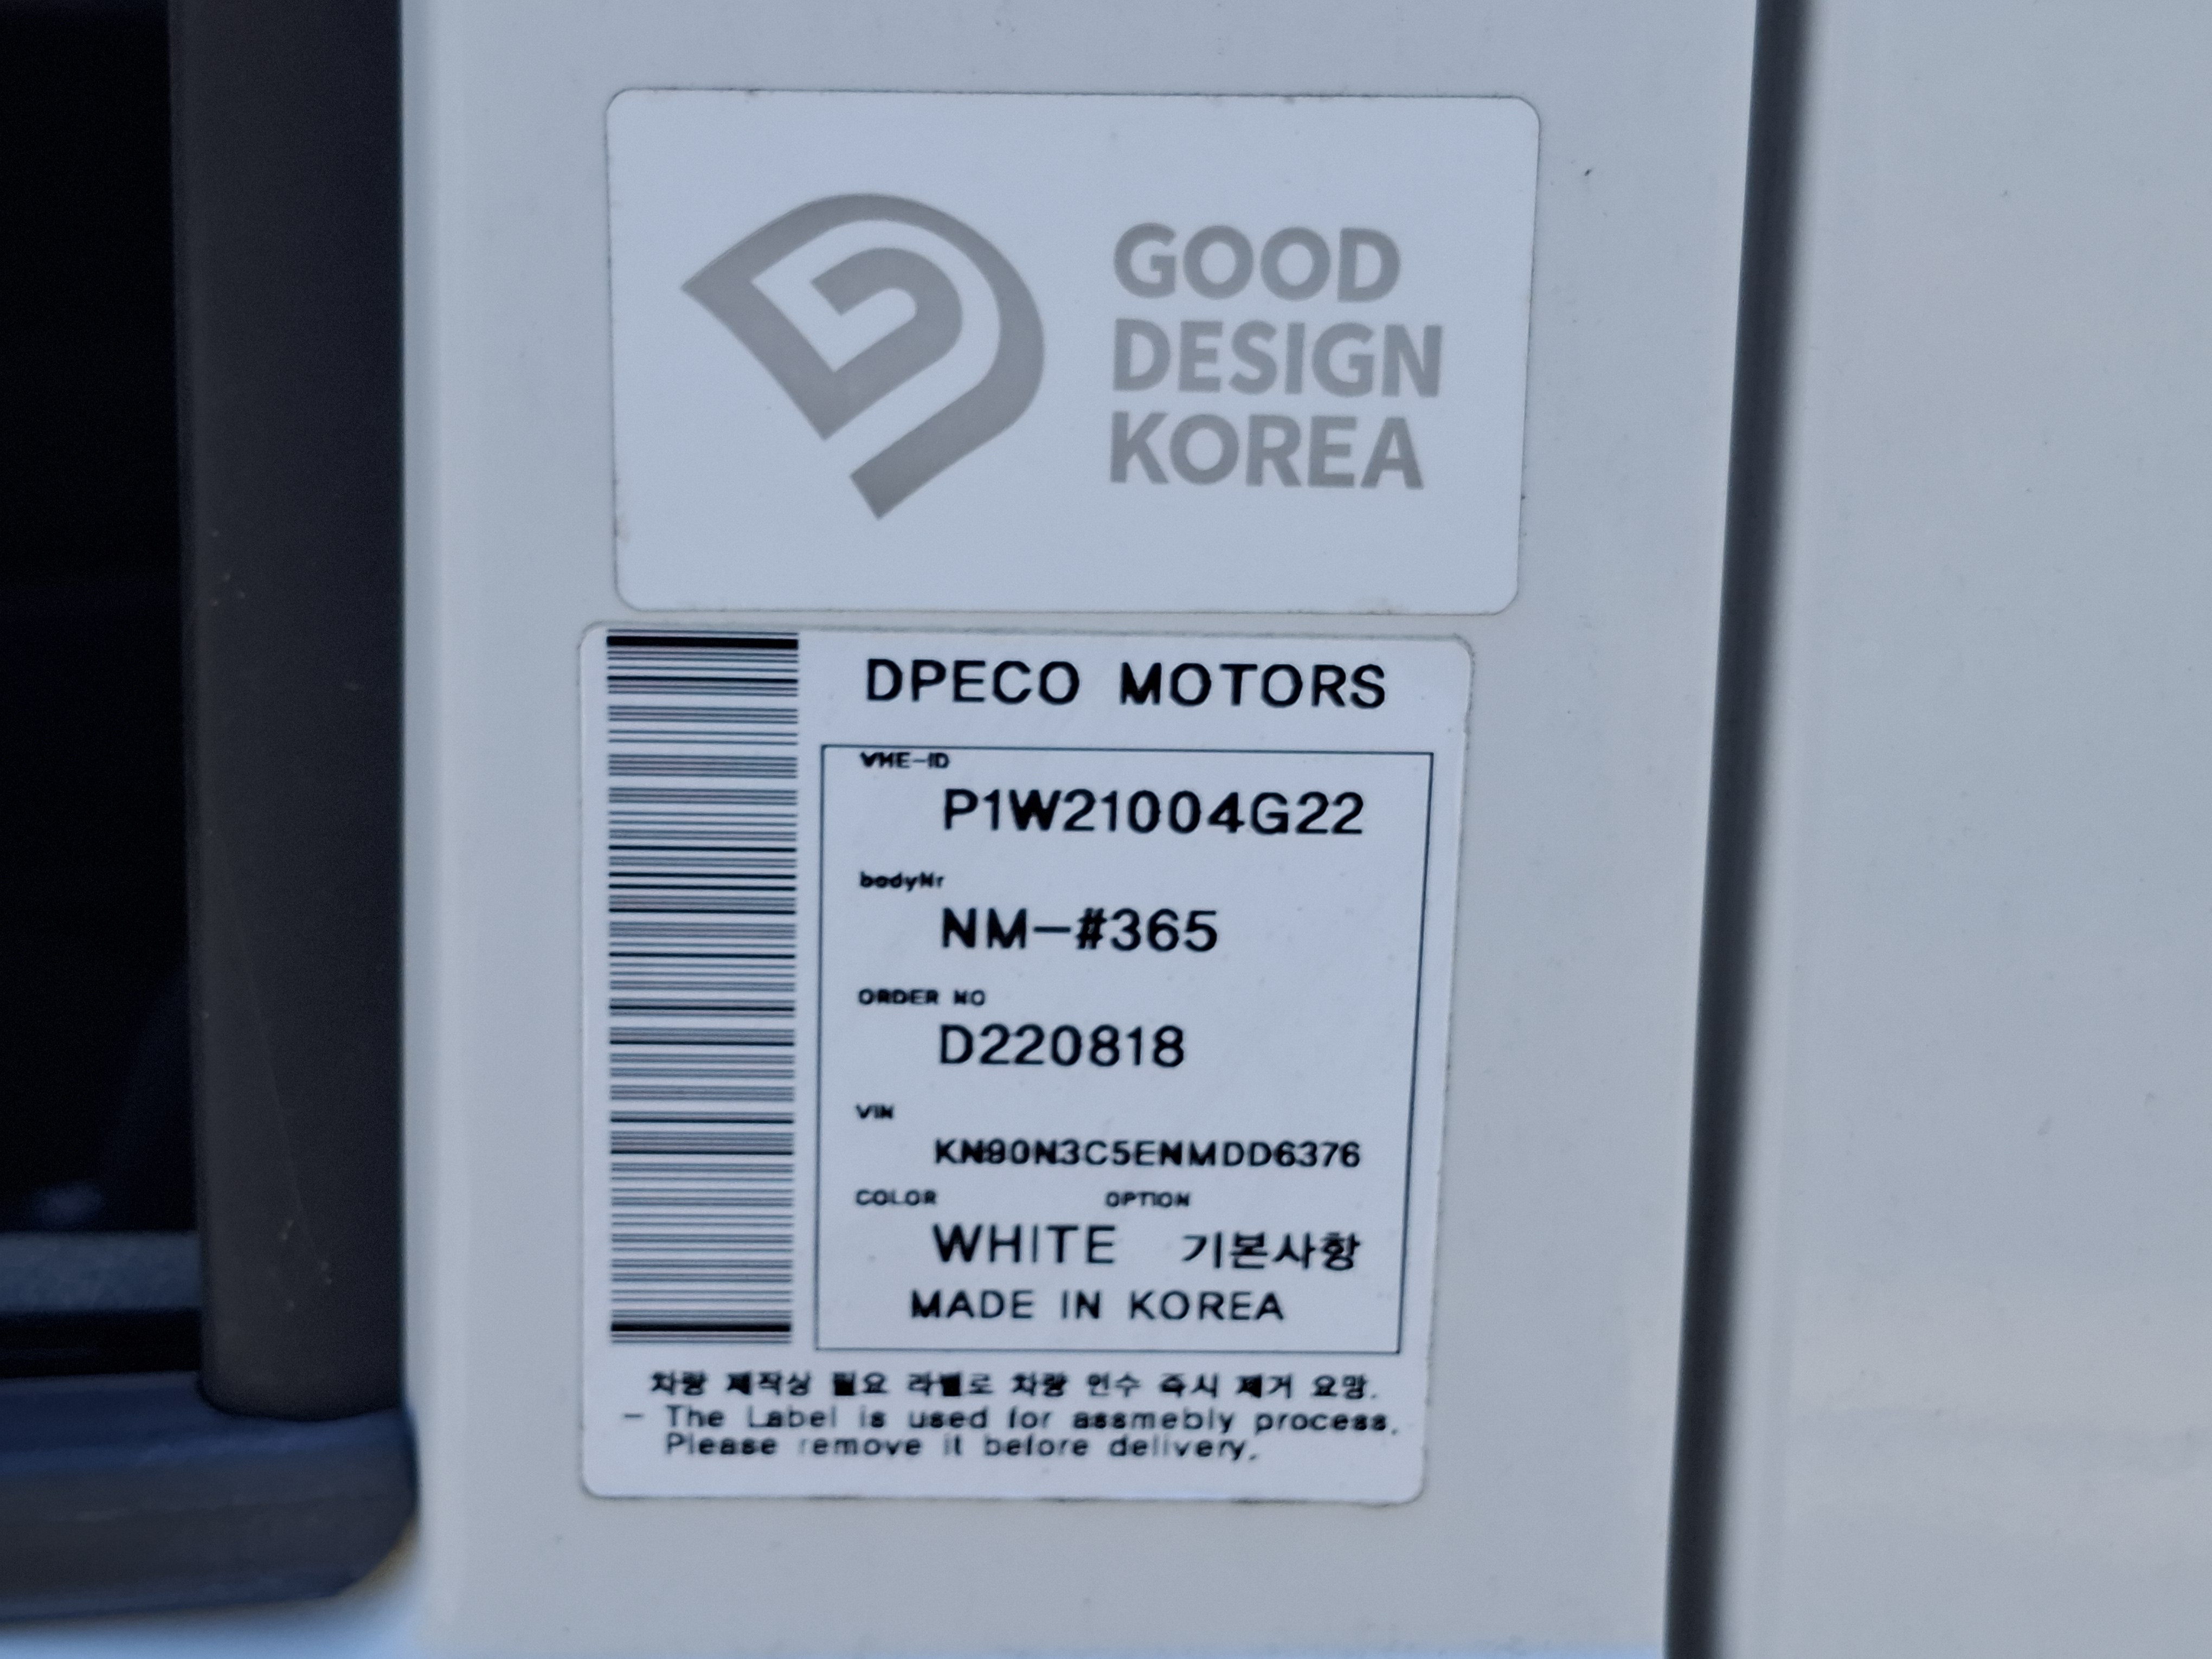 GOOD
DESIGN
KOREA
DPECO MOTORS
VHE-ID
P1W21004G22
bodyNr
NM-#365
ORDER NO
D220818
VIN
KN90N3C5ENMDD6376
COLOR OPTION
WHITE 기본사항
MADE IN KOREA
차량 제작상 필요 라벨로 차량 인수 즉시 제거 요망.
- The Label is used for assmebly process.
Please remove it before delivery.